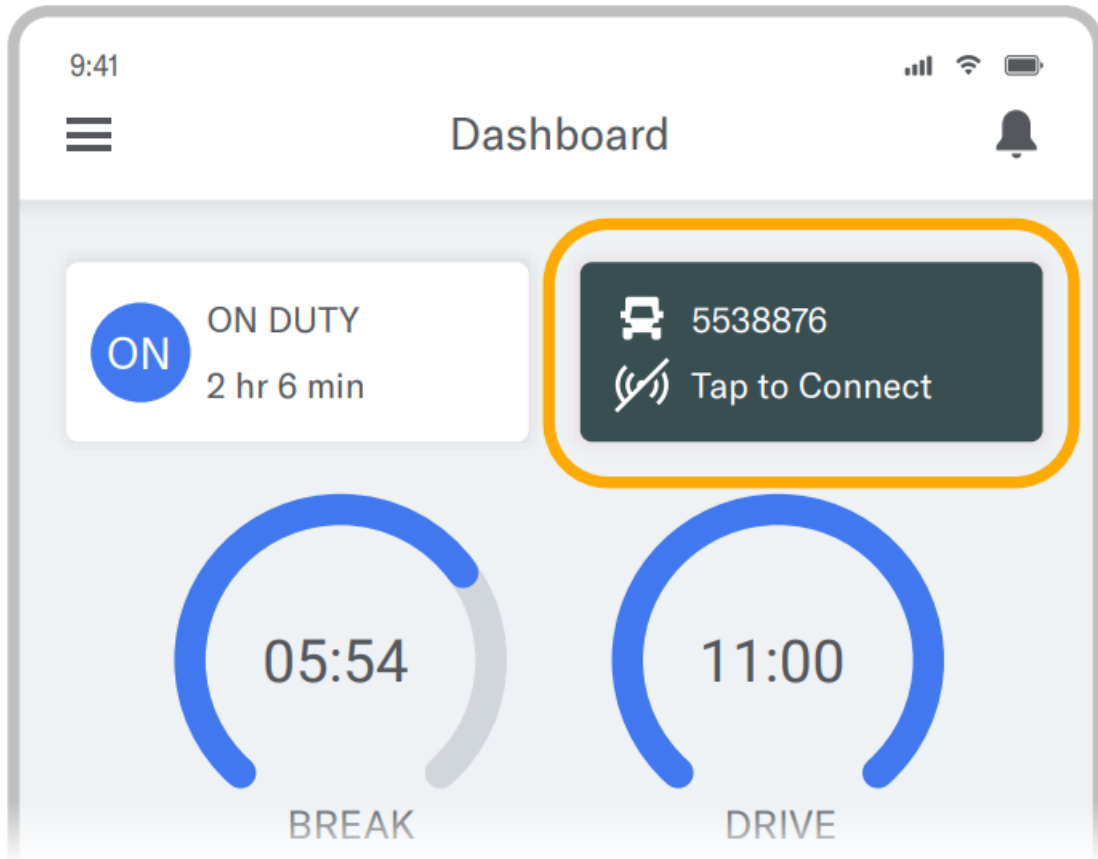 9:41
Dashboard
ON
ON DUTY
2 hr 6 min
5538876
Tap to Connect
05:54
BREAK
11:00
DRIVE